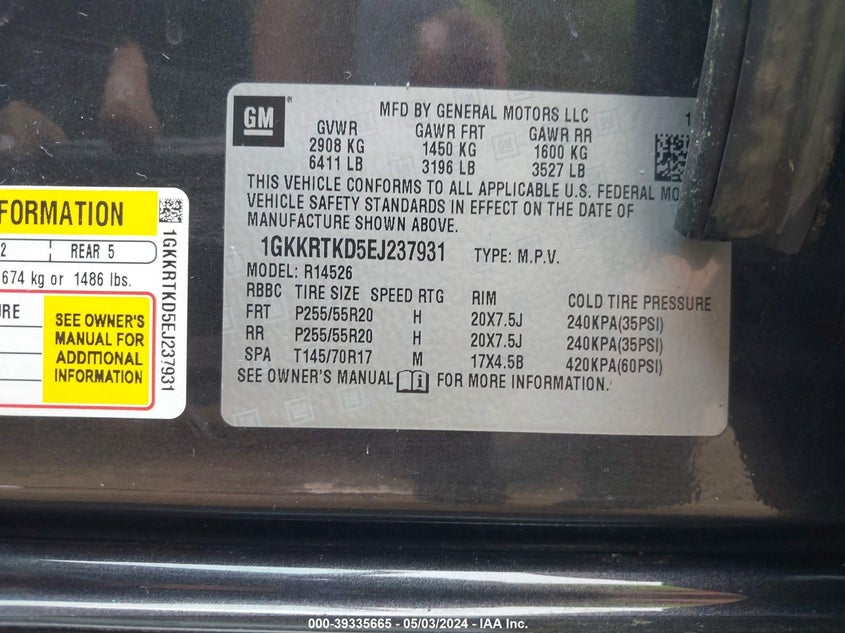 GM
MFD BY GENERAL MOTORS LLC
GVWR GAWR FRT GAWR RR
2908 KG 1450 KG 1600 KG
6411 LB 3196 LB 3527 LB
THIS VEHICLE CONFORMS TO ALL APPLICABLE U.S. FEDERAL
VEHICLE SAFETY STANDARDS IN EFFECT ON THE DATE OF
MANUFACTURE SHOWN ABOVE.
1GKKRTKD5EJ237931 TYPE: M.P.V.
MODEL: R14526
RBBC TIRE SIZE SPEED RTG RIM COLD TIRE PRESSURE
FRT P255/55R20 H 20X7.5J 240KPA(35PSI)
RR P255/55R20 H 20X7.5J 240KPA(35PSI)
SPA T145/70R17 M 17X4.5B 420KPA(60PSI)
SEE OWNER'S MANUAL FOR MORE INFORMATION.
FORMATION
2 REAR 5
674 kg or 1486 lbs.
SEE OWNER'S
MANUAL FOR
ADDITIONAL
INFORMATION
1GKKRTKD5EJ237931
000-39335665 - 05/03/2024 - IAA Inc.